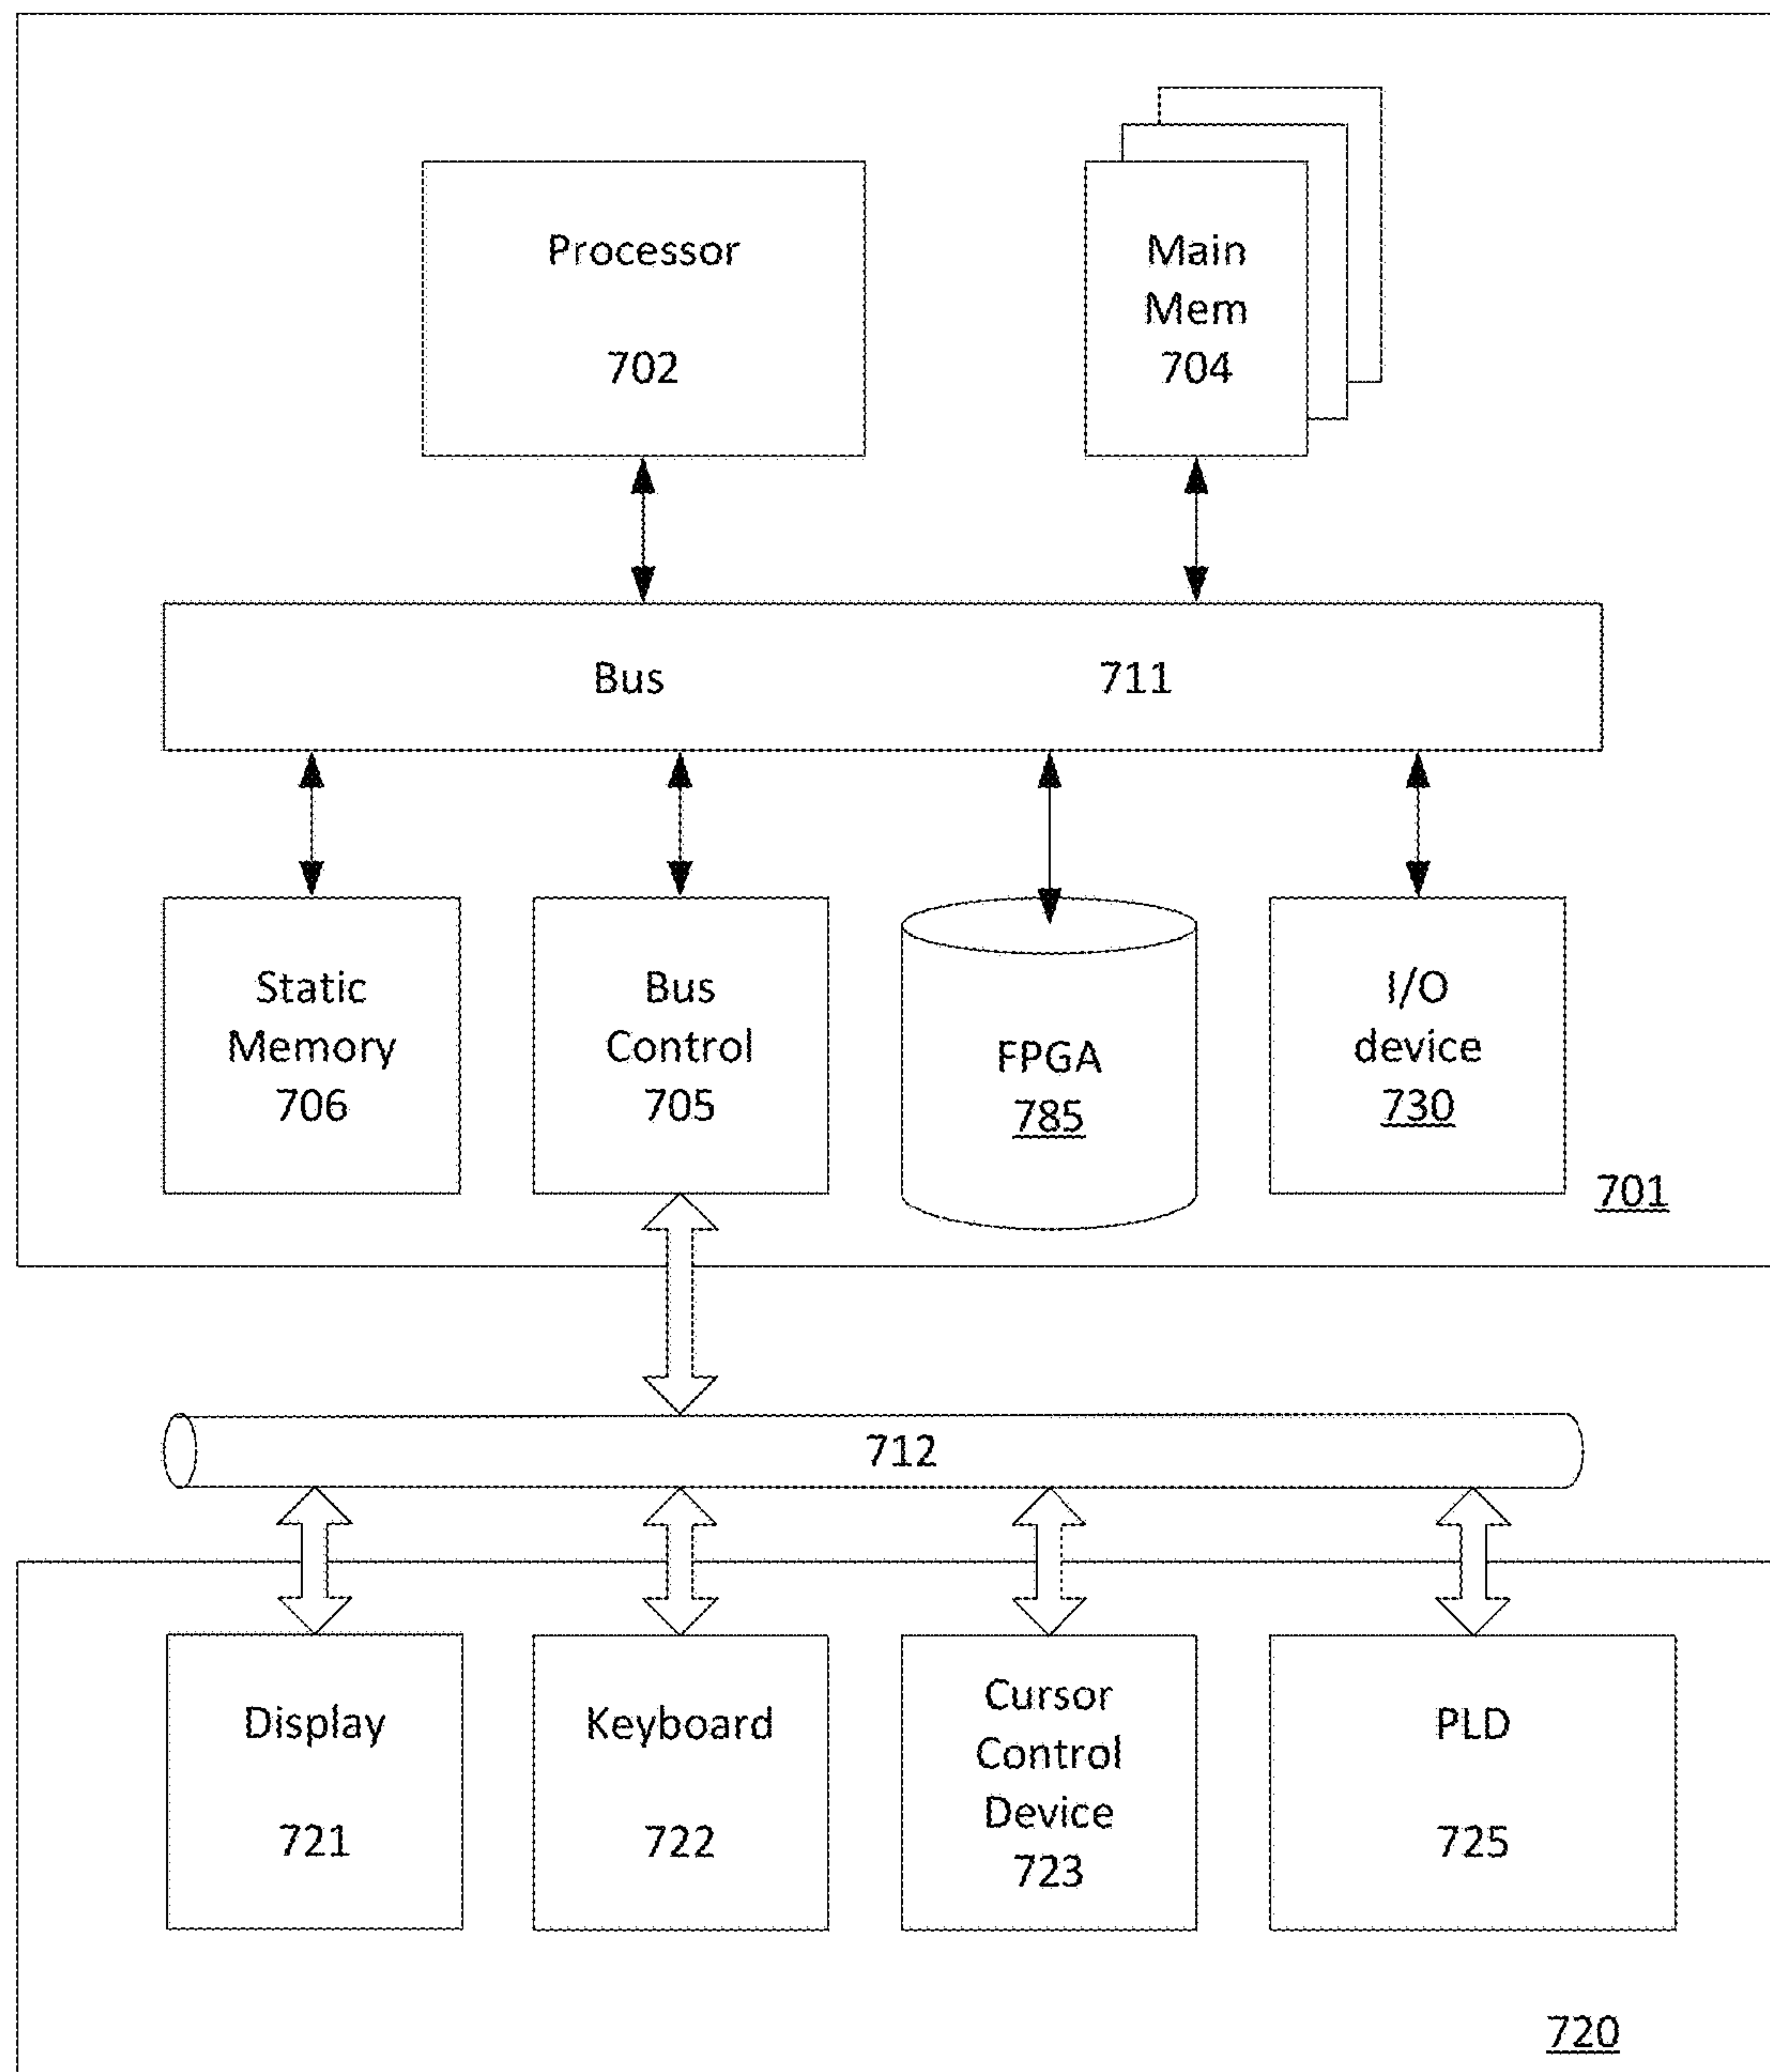 Processor
702
Main
Mem
704
Bus 711
Static
Memory
706
Bus
Control
705
FPGA
785
I/O
device
730
701
712
Display
721
Keyboard
722
Cursor
Control
Device
723
PLD
725
720